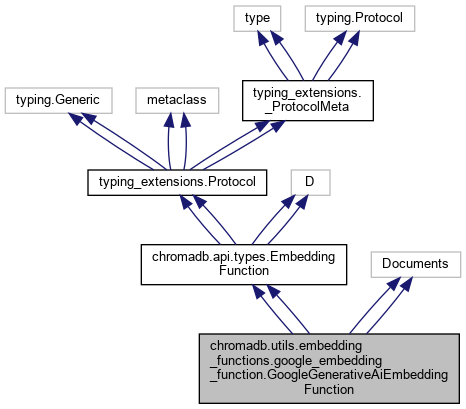 type
typing.Protocol
typing.Generic
metaclass
typing_extensions.
_ProtocolMeta
typing_extensions.Protocol
D
chromadb.api.types.Embedding
Function
Documents
chromadb.utils.embedding
_functions.google_embedding
_function.GoogleGenerativeAiEmbedding
Function